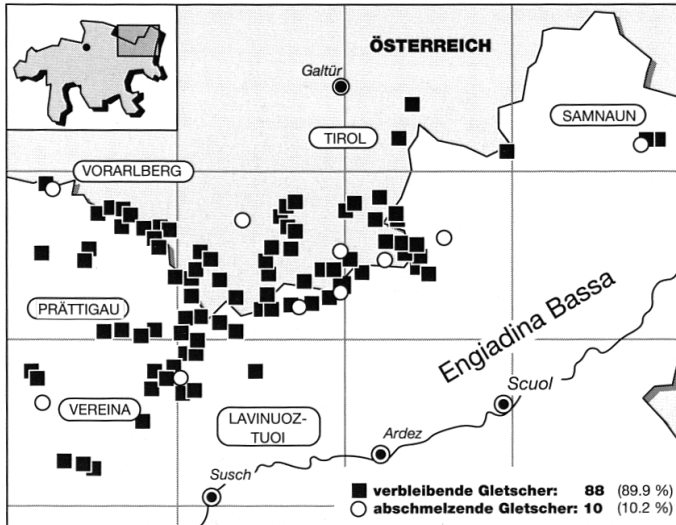 ÖSTERREICH
Galtür
SAMNAUN
TIROL
VORARLBERG
PRÄTTIGAU
Engiadina Bassa
Scuol
VEREINA
LAVINUOZ-
TUOI
Ardez
Susch
verbleibende Gletscher: 88 (89.9 %)
abschmelzende Gletscher: 10 (10.2 %)